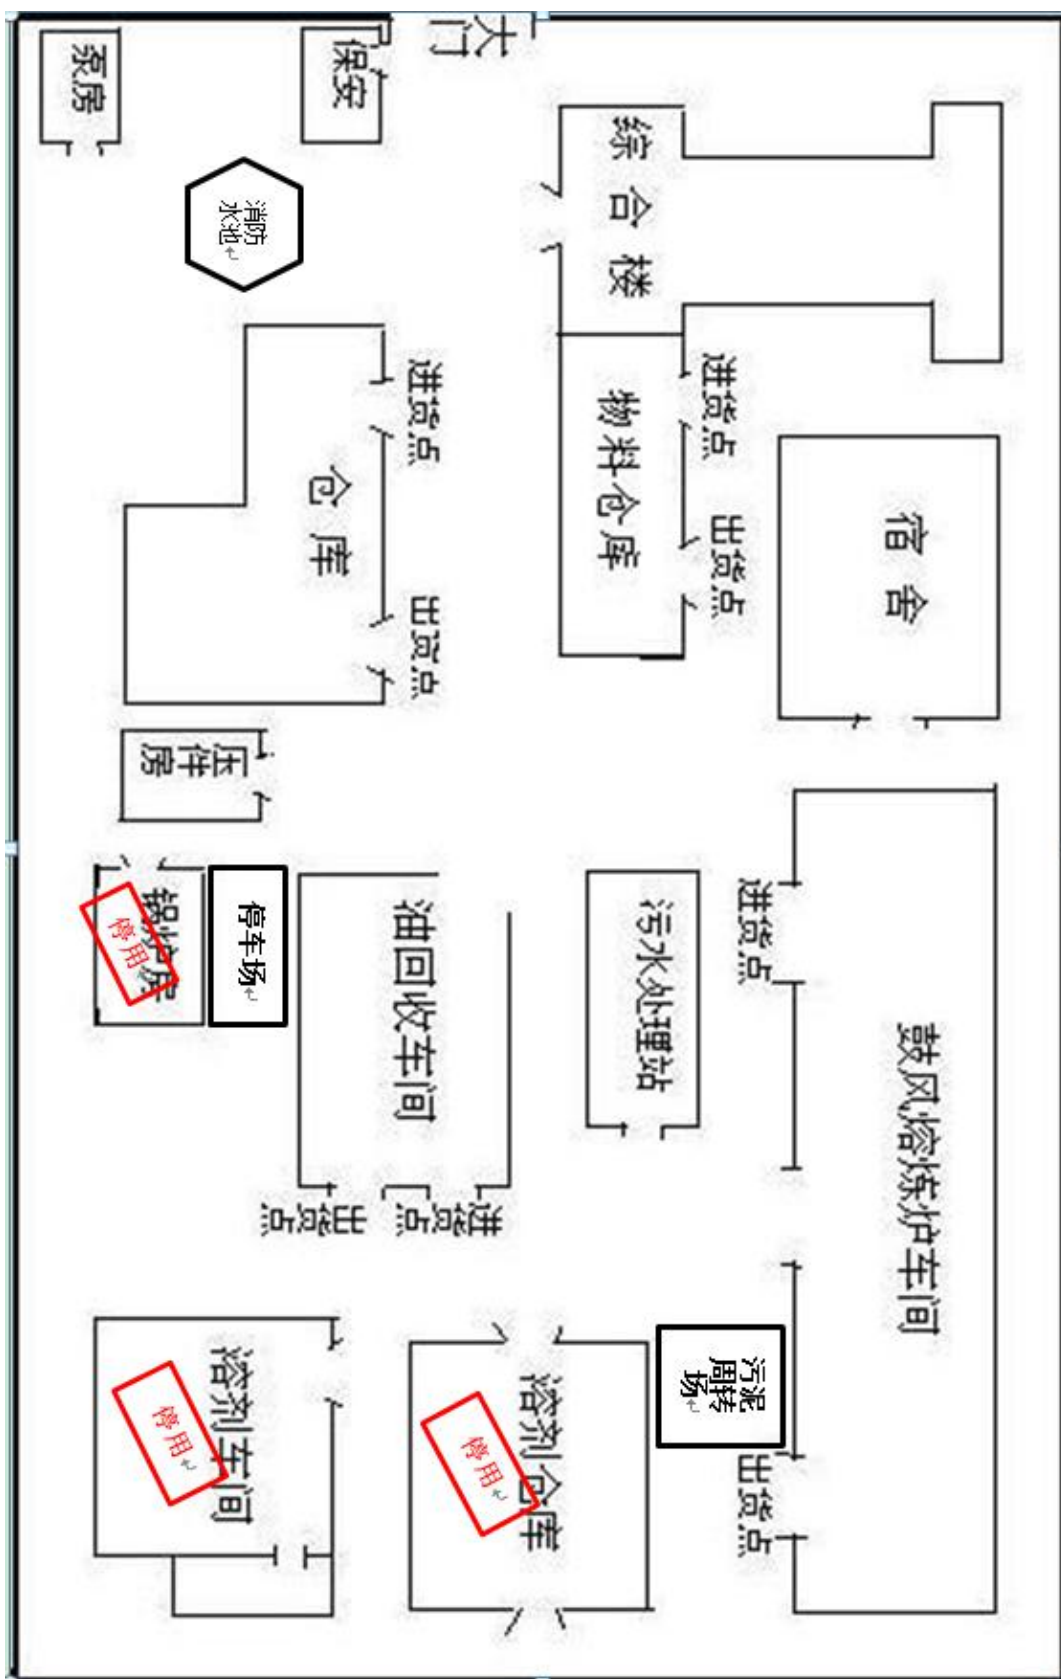 大门
泵房
保安
消防
水池
综合楼
进货点
进货点
物料仓库
仓库
宿舍
出货点
出货点
压件
房
锅炉房
停用
停车场
油回收车间
污水处理站
进货点
鼓风熔炼炉车间
出货点
进货点
溶剂车间
停用
溶剂仓库
停用
污泥
周转
场
出货点